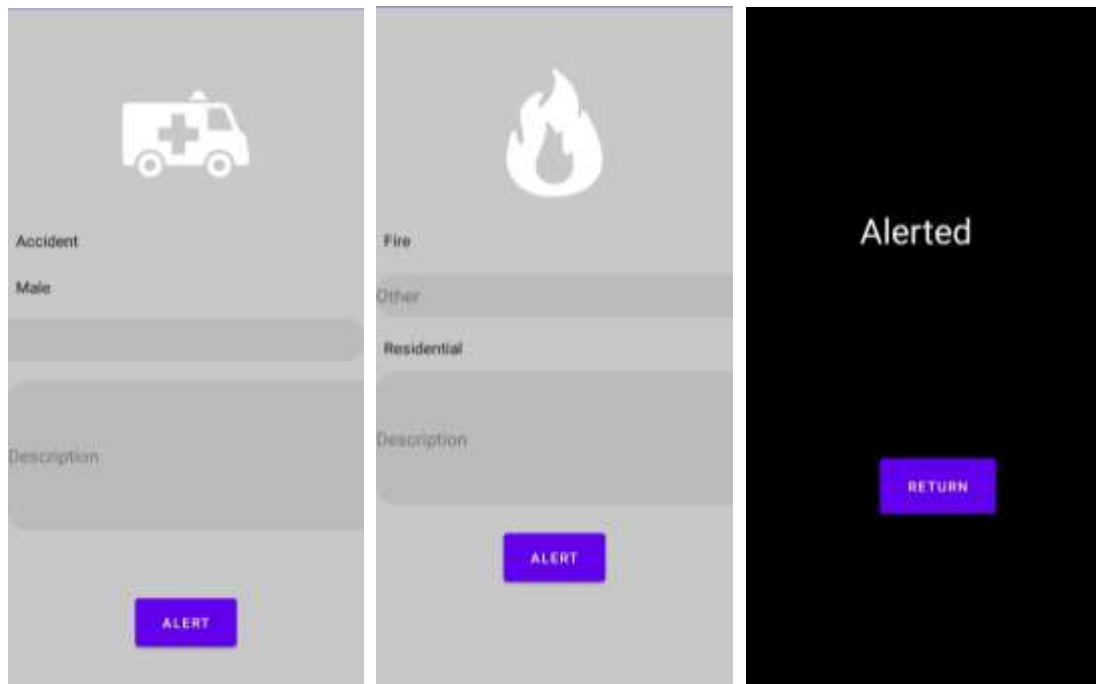 Accident
Male
Description
ALERT
Fire
Other
Residential
Description
ALERT
Alerted
RETURN